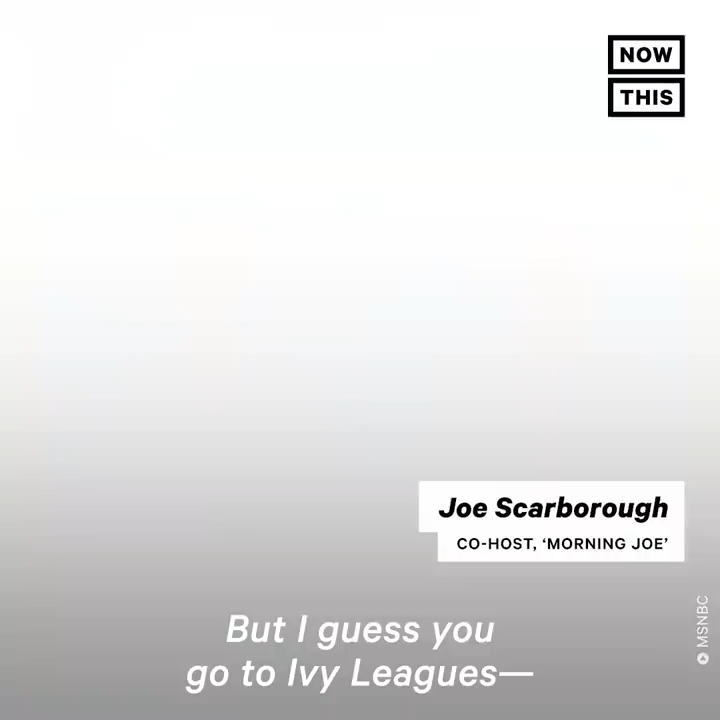 NOW
THIS
Joe Scarborough
CO-HOST, ‘MORNING JOE’
MSNBC
But I guess you
go to Ivy Leagues—